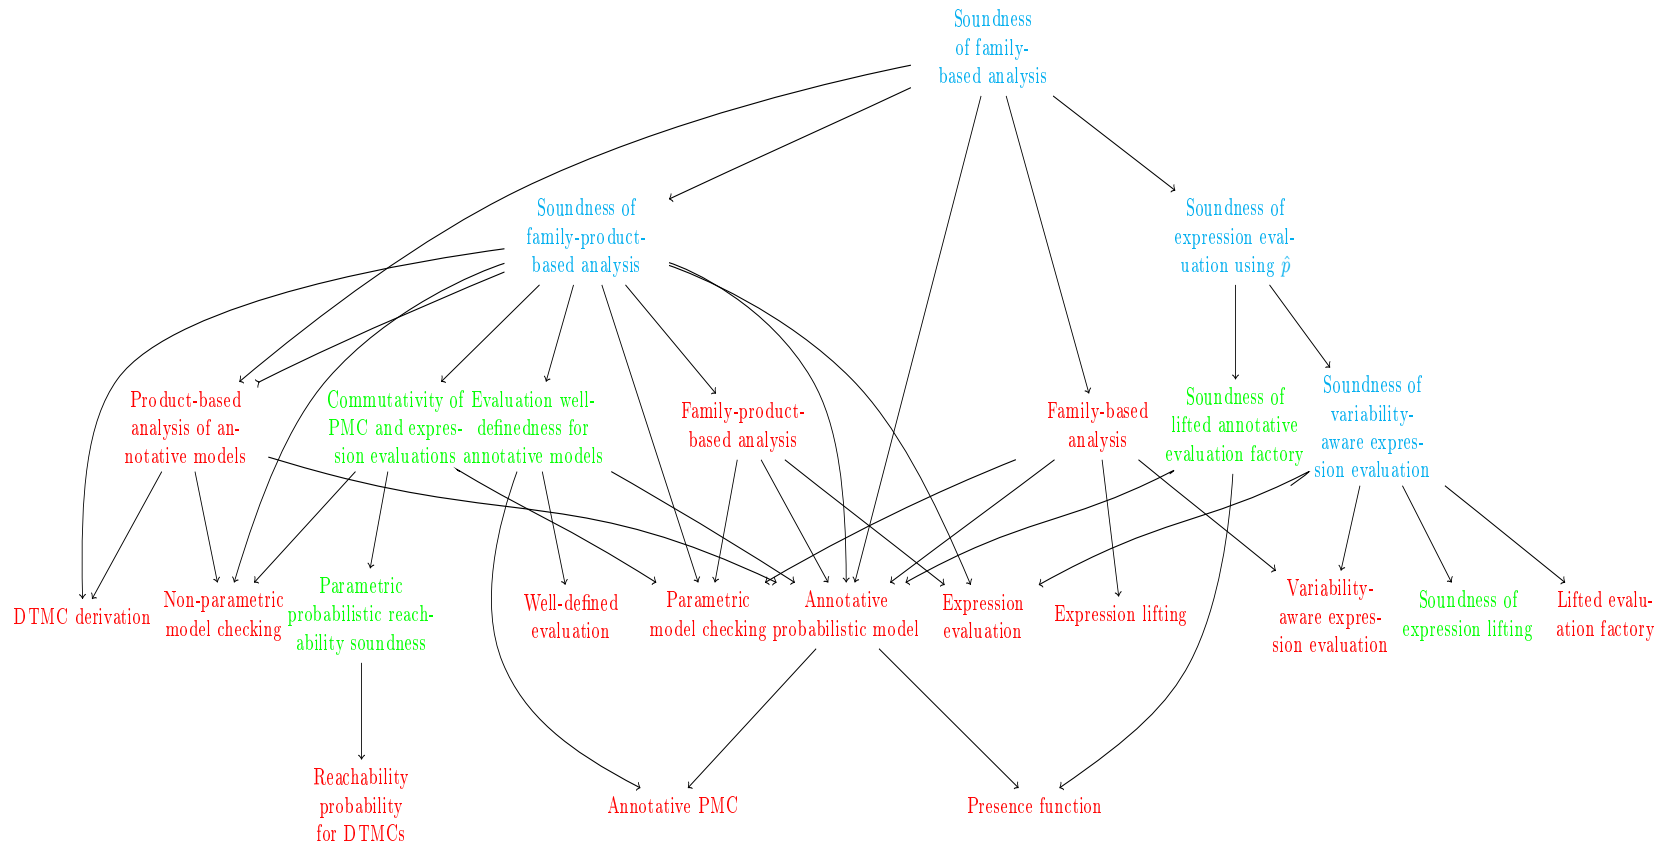 Soundness
of family-
based analysis
Soundness of
family-product-
based analysis
Soundness of
expression eval-
uation using p̂
Product-based
analysis of an-
notative models
Commutativity of
PMC and expres-
sion evaluations
Evaluation well-
definedness for
annotative models
Family-product-
based analysis
Family-based
analysis
Soundness of
lifted annotative
evaluation factory
Soundness of
variability-
aware expres-
sion evaluation
DTMC derivation
Non-parametric
model checking
Parametric
probabilistic reach-
ability soundness
Well-defined
evaluation
Parametric
model checking
Annotative
probabilistic model
Expression
evaluation
Expression lifting
Variability-
aware expres-
sion evaluation
Soundness of
expression lifting
Lifted evalu-
ation factory
Reachability
probability
for DTMCs
Annotative PMC
Presence function